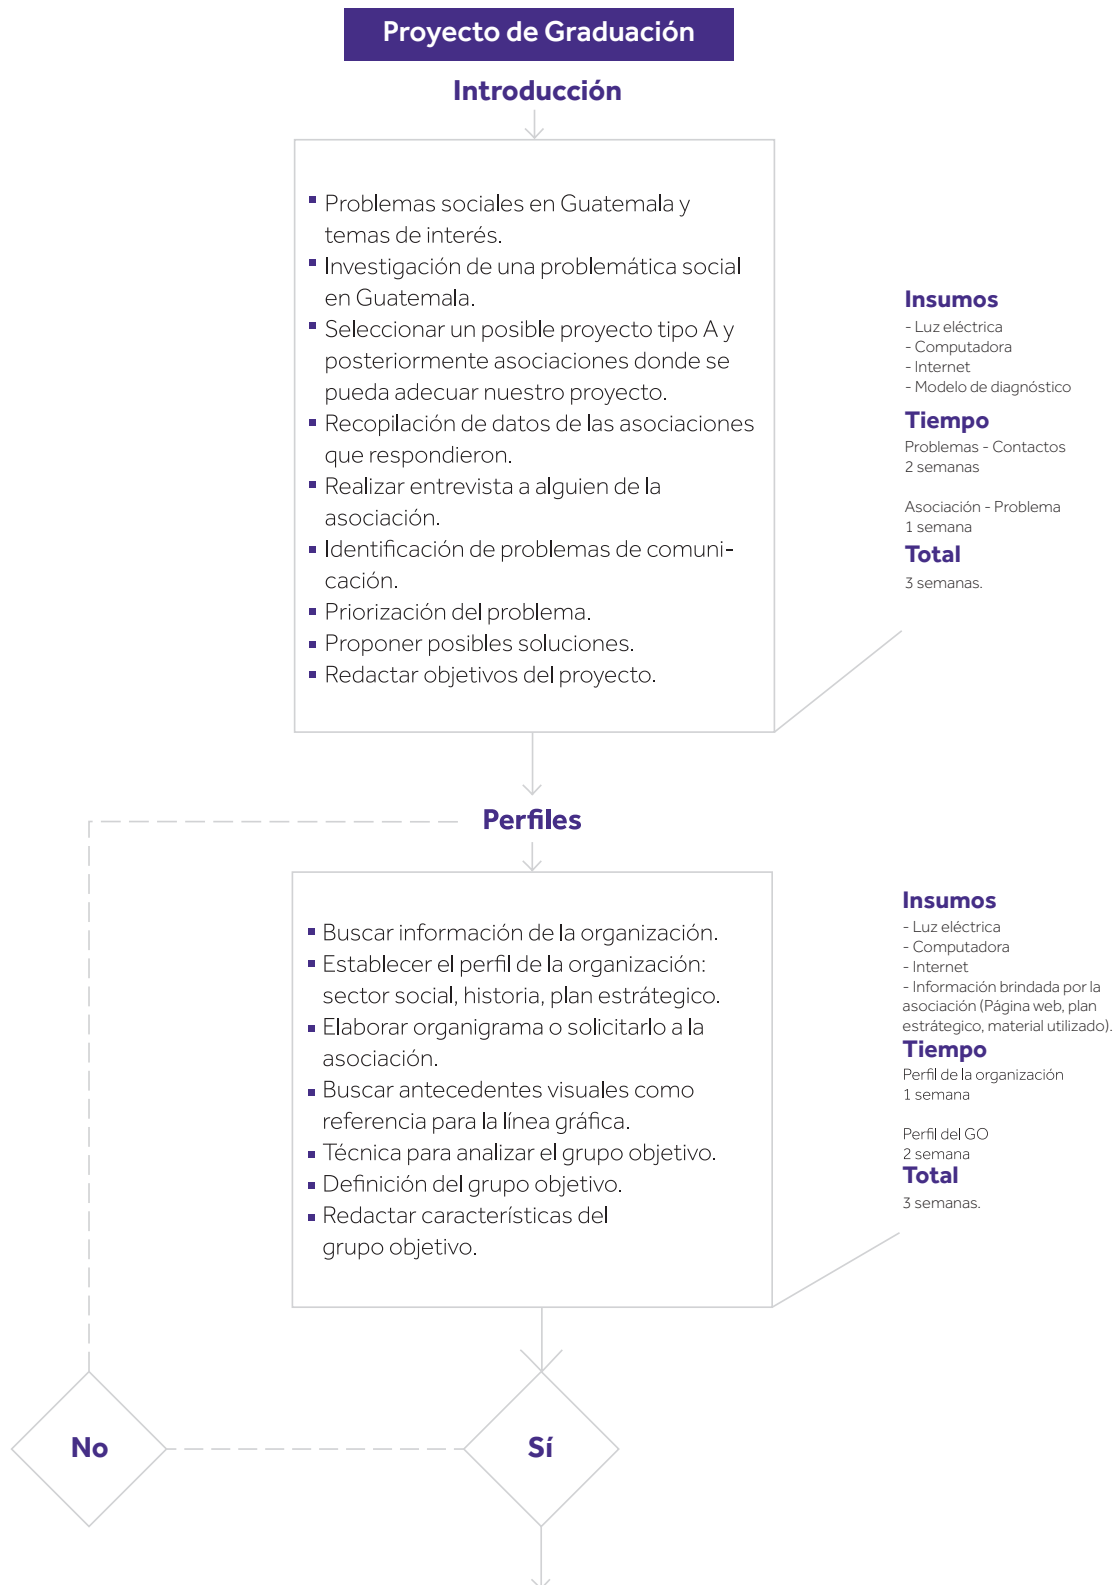 Proyecto de Graduación
Introducción
Problemas sociales en Guatemala y
temas de interés.
Investigación de una problemática social
en Guatemala.
Seleccionar un posible proyecto tipo A y
posteriormente asociaciones donde se
pueda adecuar nuestro proyecto.
Recopilación de datos de las asociaciones
que respondieron.
Realizar entrevista a alguien de la
asociación.
Identificación de problemas de comuni-
cación.
Priorización del problema.
Proponer posibles soluciones.
Redactar objetivos del proyecto.
Insumos
- Luz eléctrica
- Computadora
- Internet
- Modelo de diagnóstico
Tiempo
Problemas - Contactos
2 semanas
Asociación - Problema
1 semana
Total
3 semanas.
Perfiles
Buscar información de la organización.
Establecer el perfil de la organización:
sector social, historia, plan estrátegico.
Elaborar organigrama o solicitarlo a la
asociación.
Buscar antecedentes visuales como
referencia para la línea gráfica.
Técnica para analizar el grupo objetivo.
Definición del grupo objetivo.
Redactar características del
grupo objetivo.
Insumos
- Luz eléctrica
- Computadora
- Internet
- Información brindada por la
asociación (Página web, plan
estrátegico, material utilizado).
Tiempo
Perfil de la organización
1 semana
Perfil del GO
2 semana
Total
3 semanas.
No
Sí